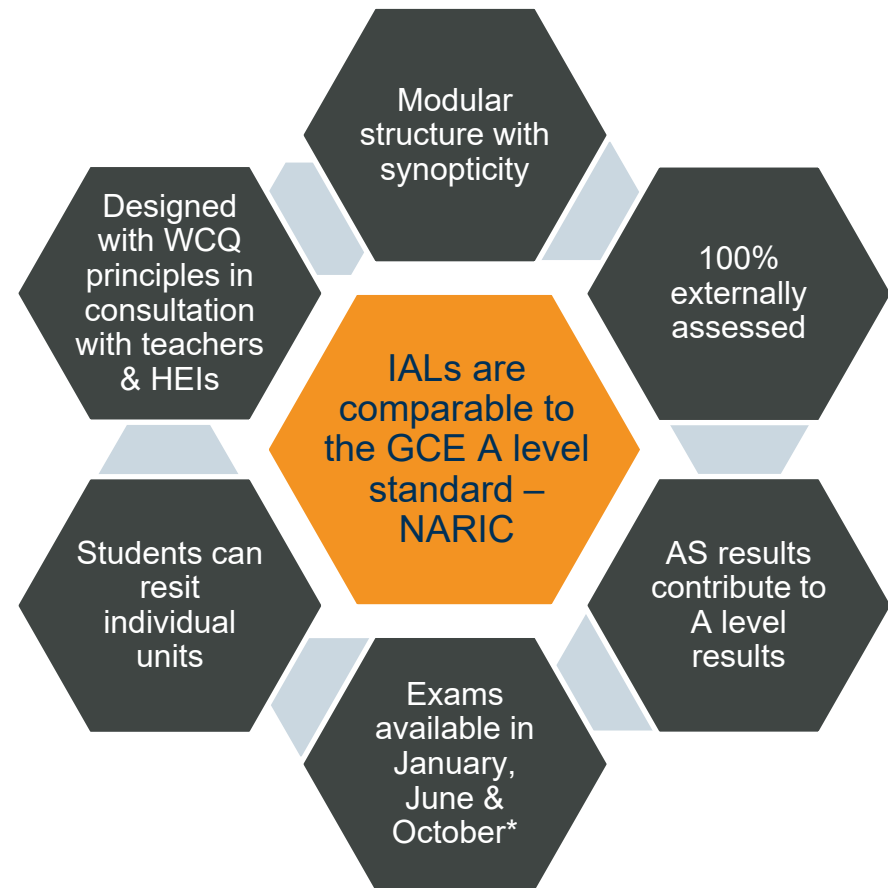 Modular
structure with
synopticity
100%
externally
assessed
AS results
contribute to
A level
results
Exams
available in
January,
June &
October*
Students can
resit
individual
units
Designed
with WCQ
principles in
consultation
with teachers
& HEIs
IALs are
comparable to
the GCE A level
standard –
NARIC